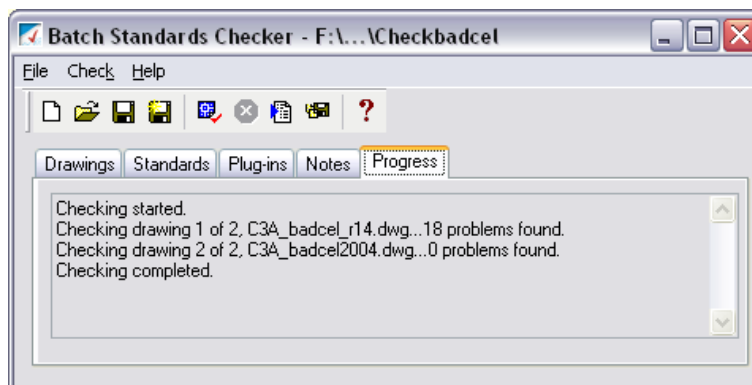 Batch Standards Checker - F:\...\Checkbadcel
File Check Help
?
Drawings Standards Plug-ins Notes Progress
Checking started.
Checking drawing 1 of 2, C3A_badcel_r14.dwg...18 problems found.
Checking drawing 2 of 2, C3A_badcel2004.dwg...0 problems found.
Checking completed.